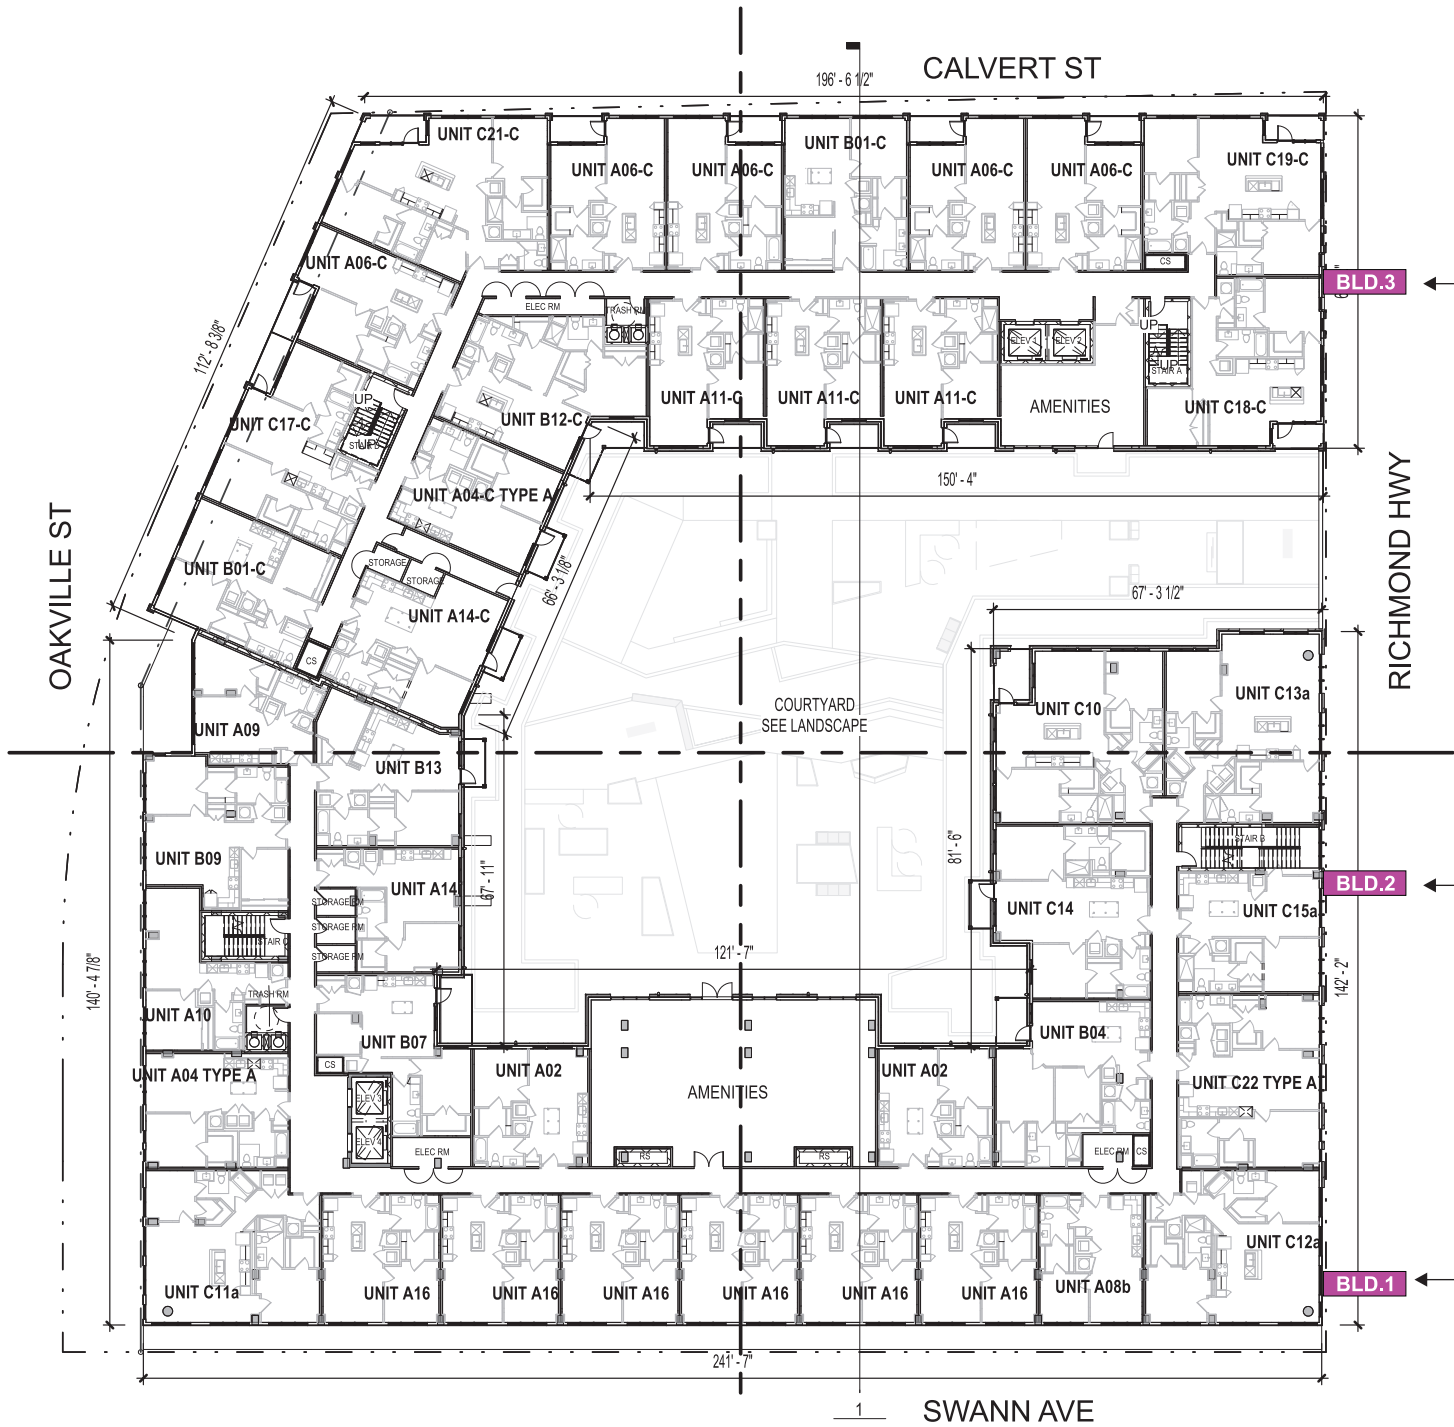 CALVERT ST
196' - 6 1/2"
UNIT C21-C
UNIT A06-C
UNIT A06-C
UNIT B01-C
UNIT A06-C
UNIT A06-C
UNIT C19-C
CS
UNIT A06-C
BLD.3
ELEC RM
TRASH RM
112' - 8 3/8"
ELEV 1
ELEV 2
UP
UP
STAIR A
UNIT A11-C
UNIT A11-C
UNIT A11-C
AMENITIES
UNIT C18-C
UNIT C17-C
UP
UP
UNIT B12-C
150' - 4"
UNIT A04-C TYPE A
RICHMOND HWY
OAKVILLE ST
STORAGE
STORAGE
UNIT B01-C
66' - 3 1/8"
67' - 3 1/2"
UNIT A14-C
CS
COURTYARD
SEE LANDSCAPE
UNIT C10
UNIT C13a
UNIT A09
UNIT B13
81' - 6"
STAIR B
UNIT B09
67' - 11"
UNIT A14
BLD.2
STORAGE RM
STORAGE RM
STORAGE RM
UNIT C14
UNIT C15a
STAIR C
121' - 7"
140' - 4 7/8"
142' - 2"
TRASH RM
UNIT A10
UNIT B07
UNIT B04
CS
UNIT A04 TYPE A
UNIT A02
AMENITIES
UNIT A02
UNIT C22 TYPE A
ELEV 3
ELEV 4
ELEC RM
RS
RS
ELEC RM
CS
UNIT C12a
UNIT C11a
UNIT A16
UNIT A16
UNIT A16
UNIT A16
UNIT A16
UNIT A16
UNIT A08b
BLD.1
241' - 7"
1
SWANN AVE